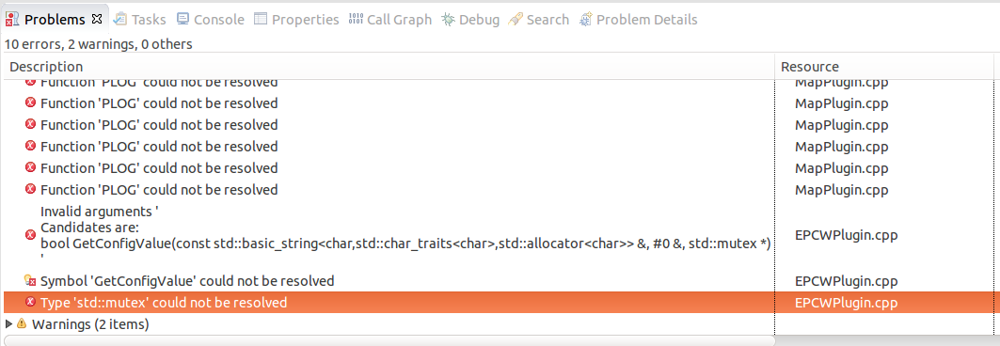 Problems Tasks Console Properties Call Graph Debug Search Problem Details
10 errors, 2 warnings, 0 others
Description Resource
Function 'PLOG' could not be resolved MapPlugin.cpp
Function 'PLOG' could not be resolved MapPlugin.cpp
Function 'PLOG' could not be resolved MapPlugin.cpp
Function 'PLOG' could not be resolved MapPlugin.cpp
Function 'PLOG' could not be resolved MapPlugin.cpp
Function 'PLOG' could not be resolved MapPlugin.cpp
Invalid arguments '
Candidates are:
bool GetConfigValue(const std::basic_string<char,std::char_traits<char>,std::allocator<char>> &, #0 &, std::mutex *) EPCWPlugin.cpp
'
Symbol 'GetConfigValue' could not be resolved EPCWPlugin.cpp
Type 'std::mutex' could not be resolved EPCWPlugin.cpp
Warnings (2 items)